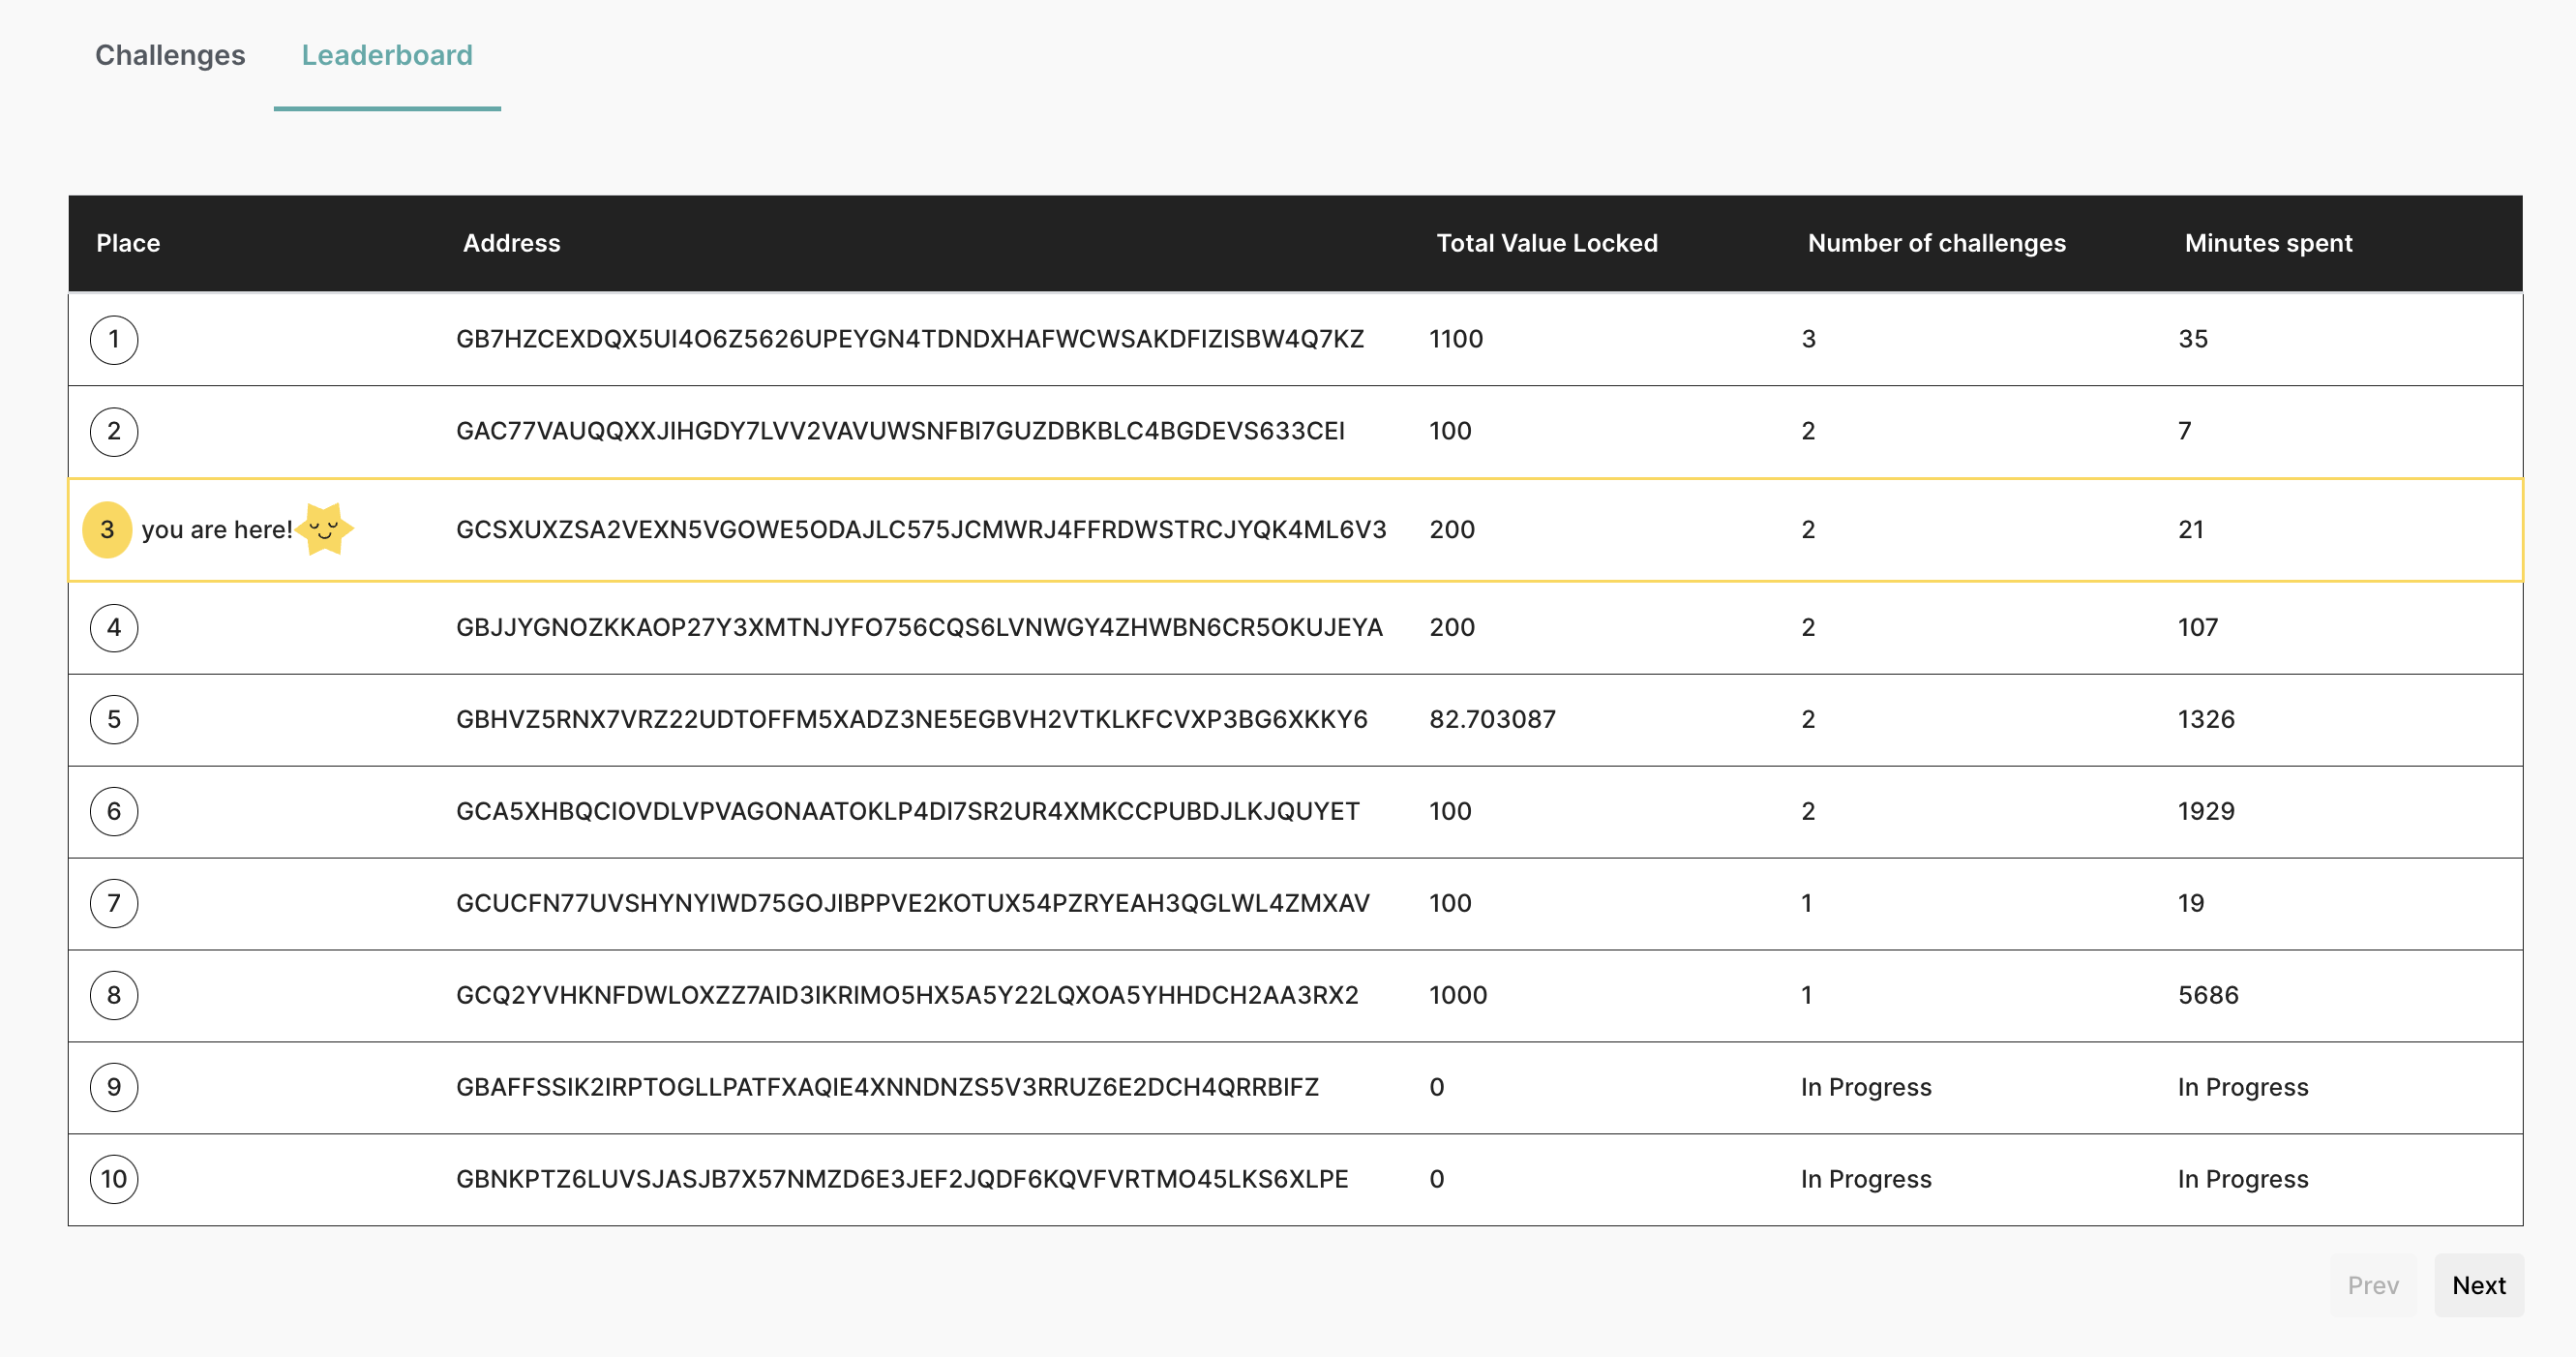 Challenges Leaderboard
Place Address Total Value Locked Number of challenges Minutes spent
1 GB7HZCEXDQX5UI4O6Z5626UPEYGN4TDNDXHAFWCWSAKDFIZISBW4Q7KZ 1100 3 35
2 GAC77VAUQQXXJIHGDY7LVV2VAVUWSNFBI7GUZDBKBLC4BGDEVS633CEI 100 2 7
3 you are here! GCSXUXZSA2VEXN5VGOWE5ODAJLC575JCMWRJ4FFRDWSTRCJYQK4ML6V3 200 2 21
4 GBJJYGNOZKKAOP27Y3XMTNJYFO756CQS6LVNWGY4ZHWBN6CR5OKUJEYA 200 2 107
5 GBHVZ5RNX7VRZ22UDTOFFM5XADZ3NE5EGBVH2VTKLKFCVXP3BG6XKKY6 82.703087 2 1326
6 GCA5XHBQCIOVDLVPVAGONAATOKLP4DI7SR2UR4XMKCCPUBDJLKJQUYET 100 2 1929
7 GCUCFN77UVSHYNYIWD75GOJIBPPVE2KOTUX54PZRYEAH3QGLWL4ZMXAV 100 1 19
8 GCQ2YVHKNFDWLOXZZ7AID3IKRIMO5HX5A5Y22LQXOA5YHHDCH2AA3RX2 1000 1 5686
9 GBAFFSSIK2IRPTOGLLPATFXAQIE4XNNDNZS5V3RRUZ6E2DCH4QRRBIFZ 0 In Progress In Progress
10 GBNKPTZ6LUVSJASJB7X57NMZD6E3JEF2JQDF6KQVFVRTMO45LKS6XLPE 0 In Progress In Progress
Prev Next